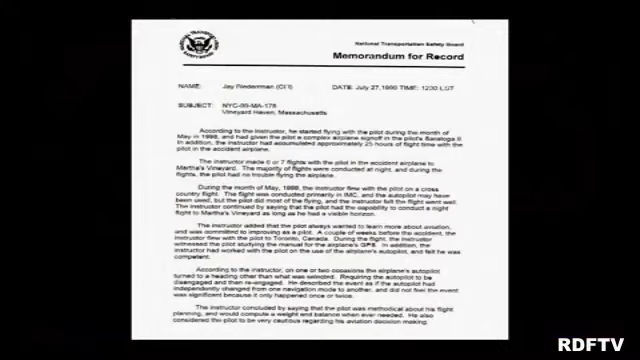 National Transportation Safety Board
Memorandum for Record
NAME: Jay Biederman (CFI) DATE: July 27,1999 TIME: 1230 LDT
SUBJECT: NYC-99-MA-178
Vineyard Haven, Massachusetts
According to the instructor, he started flying with the pilot during the month of
May in 1998, and had given the pilot a complex airplane signoff in the pilot's Saratoga II
In addition, the instructor had accumulated approximately 25 hours of flight time with the
pilot in the accident airplane.
The instructor made 6 or 7 flights with the pilot in the accident airplane to
Martha's Vineyard. The majority of flights were conducted at night, and during the
flights, the pilot had no trouble flying the airplane.
During the month of May, 1999, the instructor flew with the pilot on a cross
country flight. The flight was conducted primarily in IMC, and the autopilot may have
been used, but the pilot did most of the flying, and the instructor felt the flight went well.
The instructor continued by saying that the pilot had the capability to conduct a night
flight to Martha's Vineyard as long as he had a visible horizon.
The instructor added that the pilot always wanted to learn more about aviation,
and was committed to improving as a pilot. A couple of weeks before the accident, the
instructor flew with the pilot to Toronto, Canada. During the flight, the instructor
witnessed the pilot studying the manual for the airplane's GPS. In addition, the
instructor had worked with the pilot on the use of the airplane's autopilot, and felt he was
competent.
According to the instructor, on one or two occasions the airplane's autopilot
turned to a heading other than what was selected. Requiring the autopilot to be
disengaged and then re-engaged. He described the event as if the autopilot had
independently changed from one navigation mode to another, and did not feel the event
was significant because it only happened once or twice.
The instructor concluded by saying that the pilot was methodical about his flight
planning, and would compute a weight and balance when ever needed. He also
considered the pilot to be very cautious regarding his aviation decision making.
RDFTV